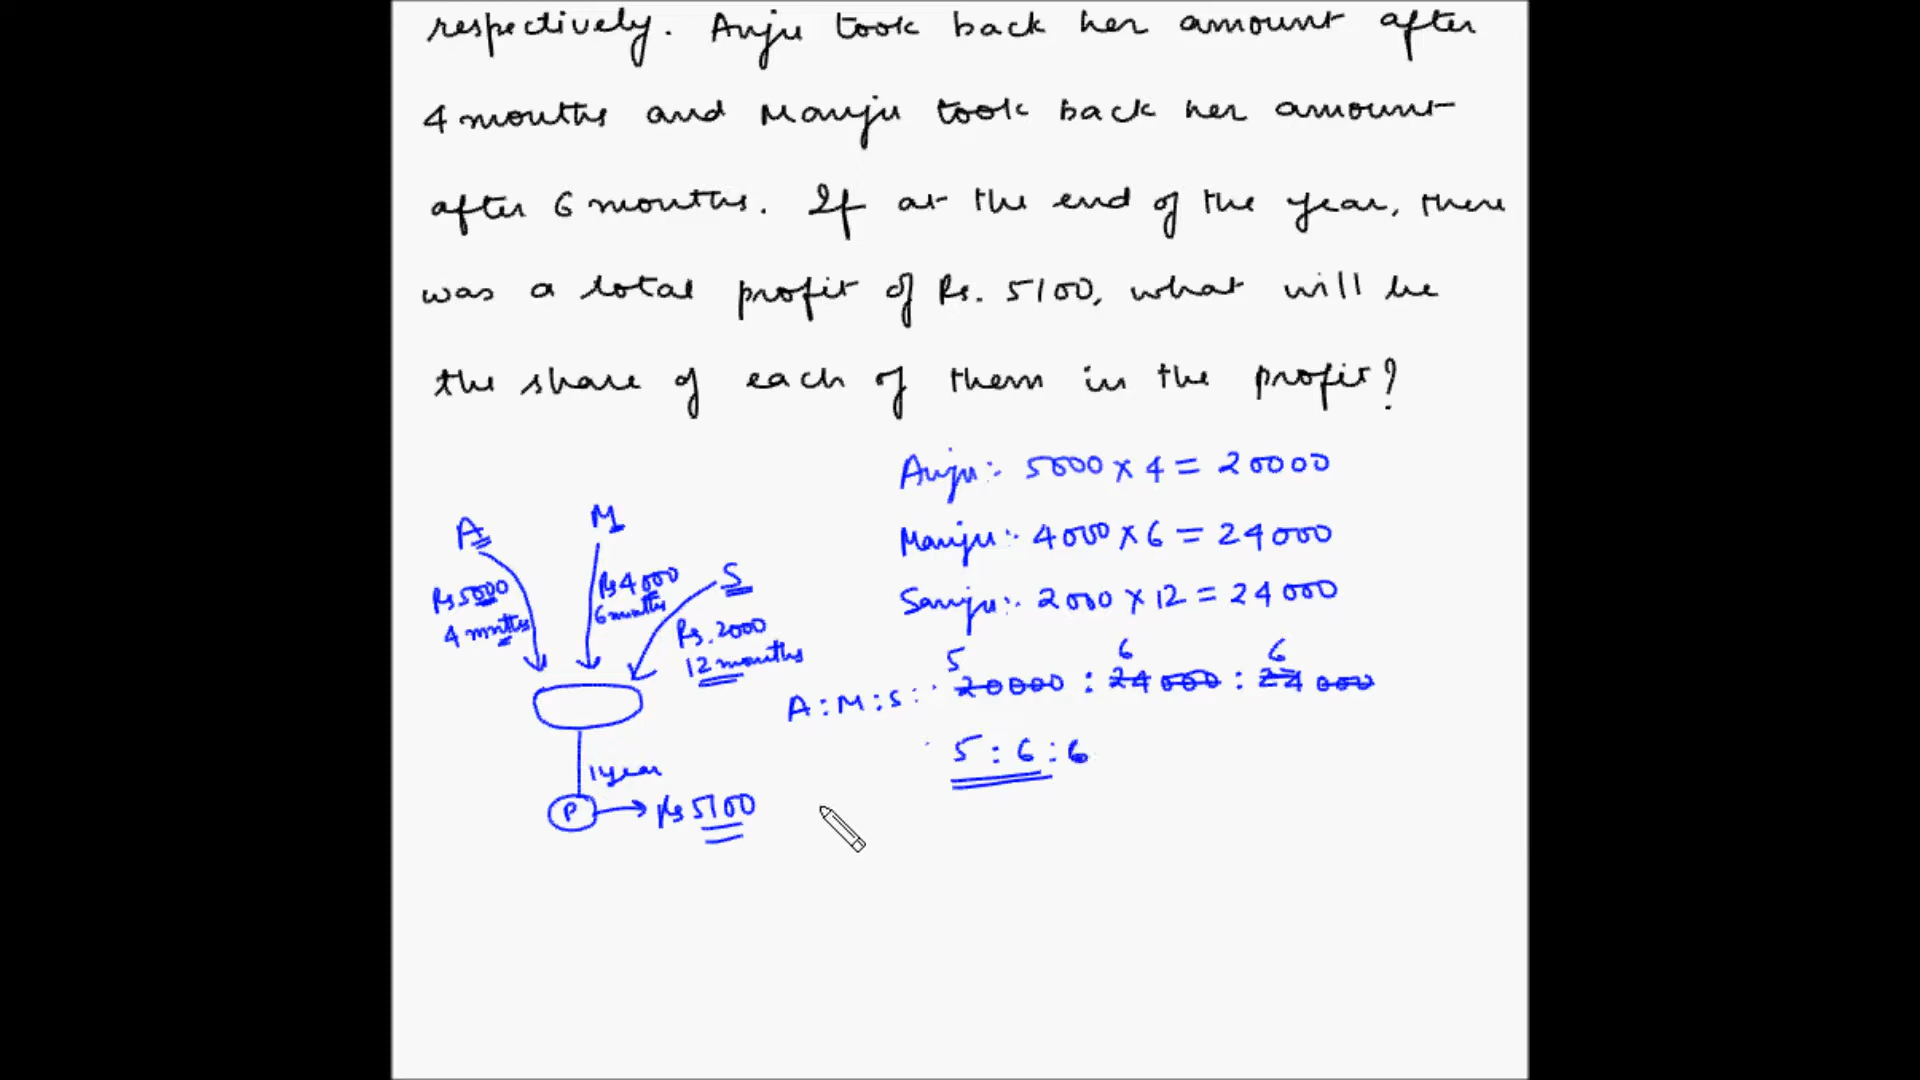 respectively. Anju took back her amount after
4 months and Manju took back her amount
after 6 months. If at the end of the year, there
was a total profit of Rs. 5100, what will be
the share of each of them in the profit?
Anju:- 5000 × 4 = 20000
Manju:- 4000 × 6 = 24000
Sanju:- 2000 × 12 = 24000
A M S
Rs 5000
4 months
Rs 4000
6 months
Rs. 2000
12 months
5 6 6
A : M : S :- 20000 : 24000 : 24000
5 : 6 : 6
1 year
P → Rs 5100